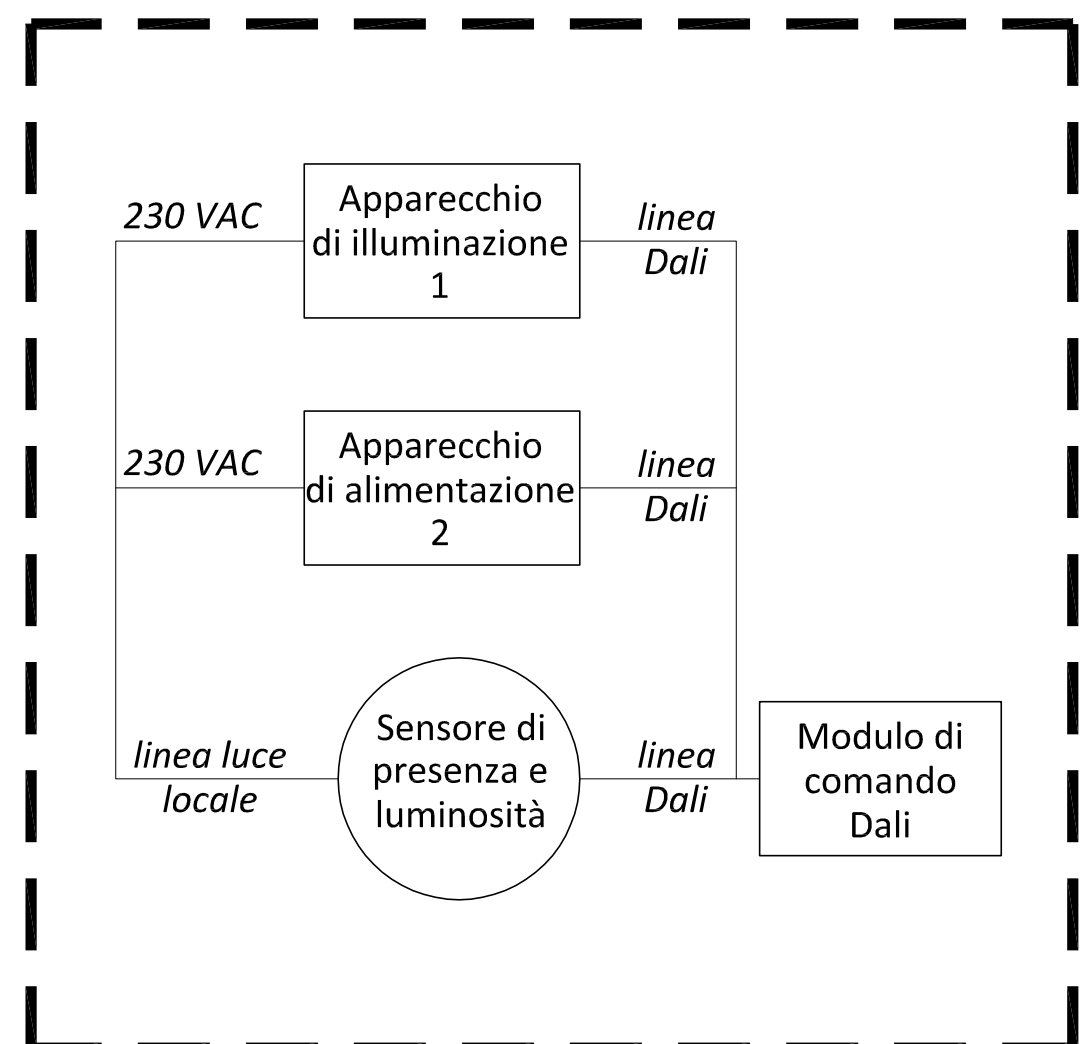 230 VAC
Apparecchio
di illuminazione
1
linea
Dali
230 VAC
Apparecchio
di alimentazione
2
linea
Dali
linea luce
locale
Sensore di
presenza e
luminosità
linea
Dali
Modulo di
comando
Dali